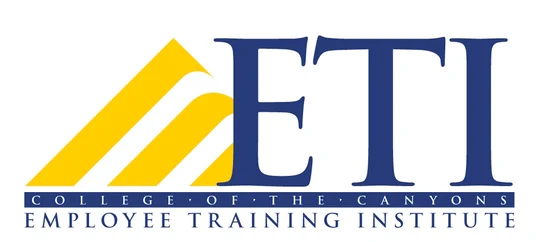 ETI
COLLEGE · OF · THE · CANYONS
EMPLOYEE TRAINING INSTITUTE